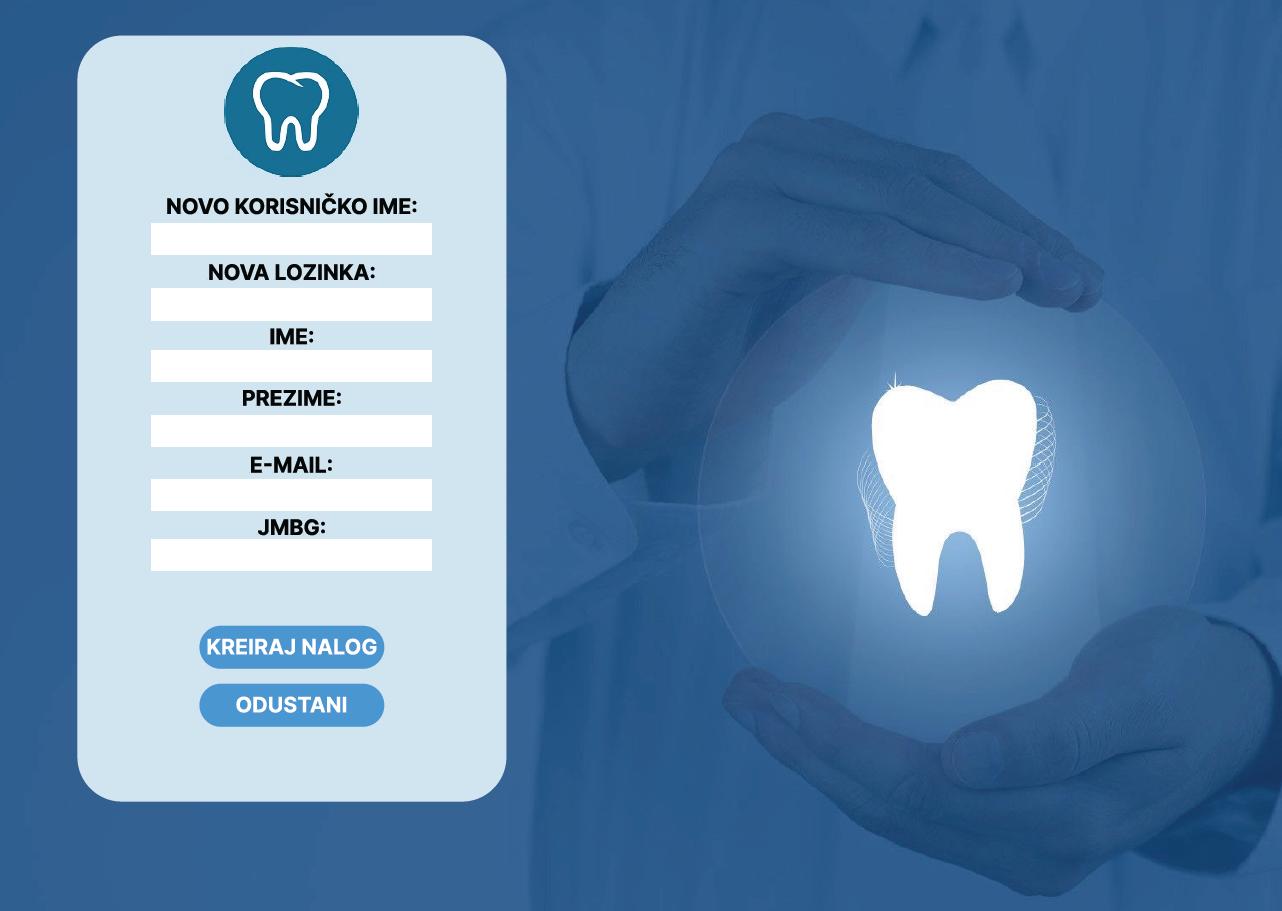 NOVO KORISNIČKO IME:
NOVA LOZINKA:
IME:
PREZIME:
E-MAIL:
JMBG:
KREIRAJ NALOG
ODUSTANI